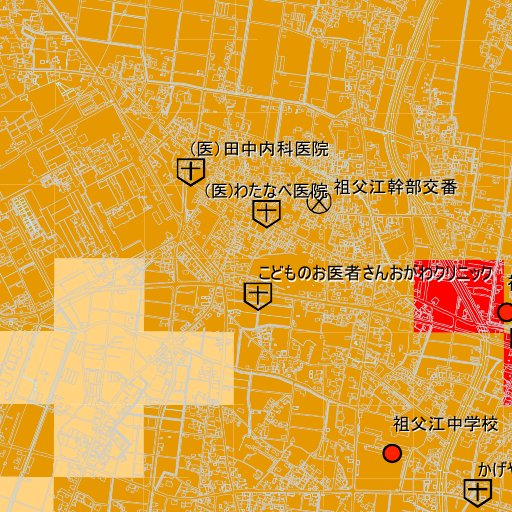 (医)田中内科医院
(医)わたなべ医院
祖父江幹部交番
こどものお医者さんおがわクリニック
祖父江中学校
かげ